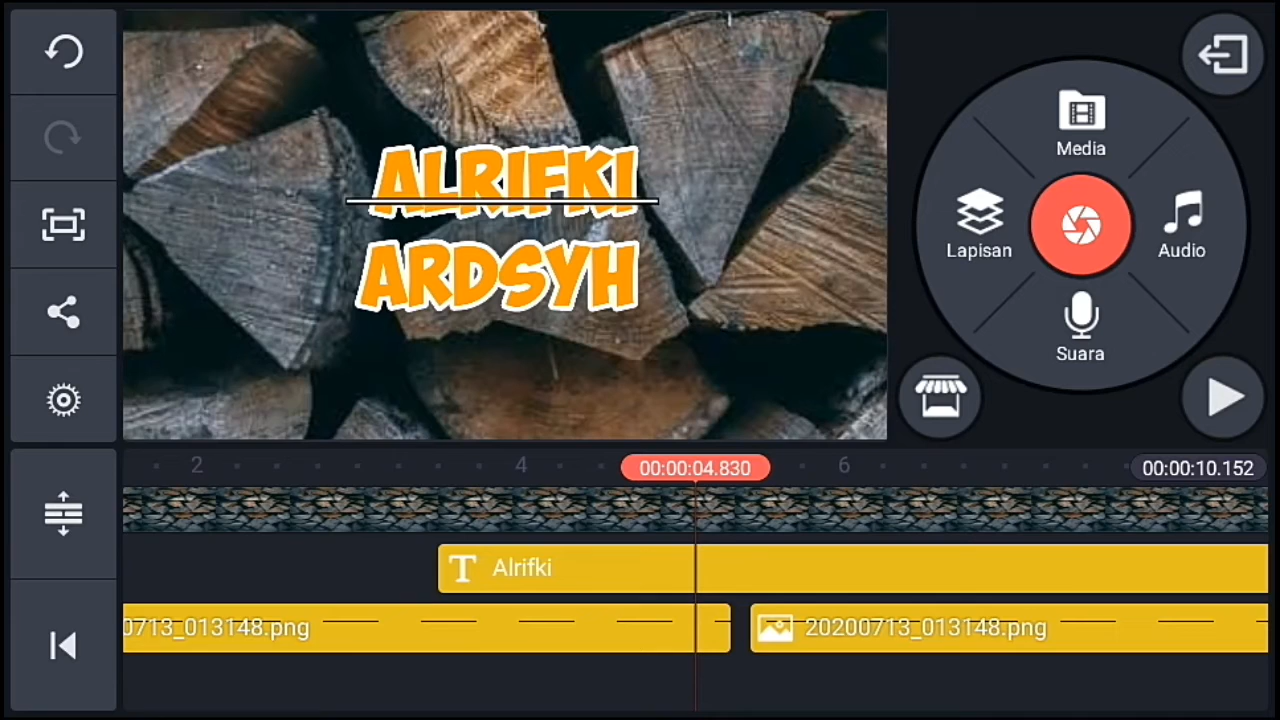 ALRIFKI
ARDSYH
Media
Lapisan
Audio
Suara
2
4
00:00:04.830
6
00:00:10.152
T Alrifki
0713_013148.png
20200713_013148.png